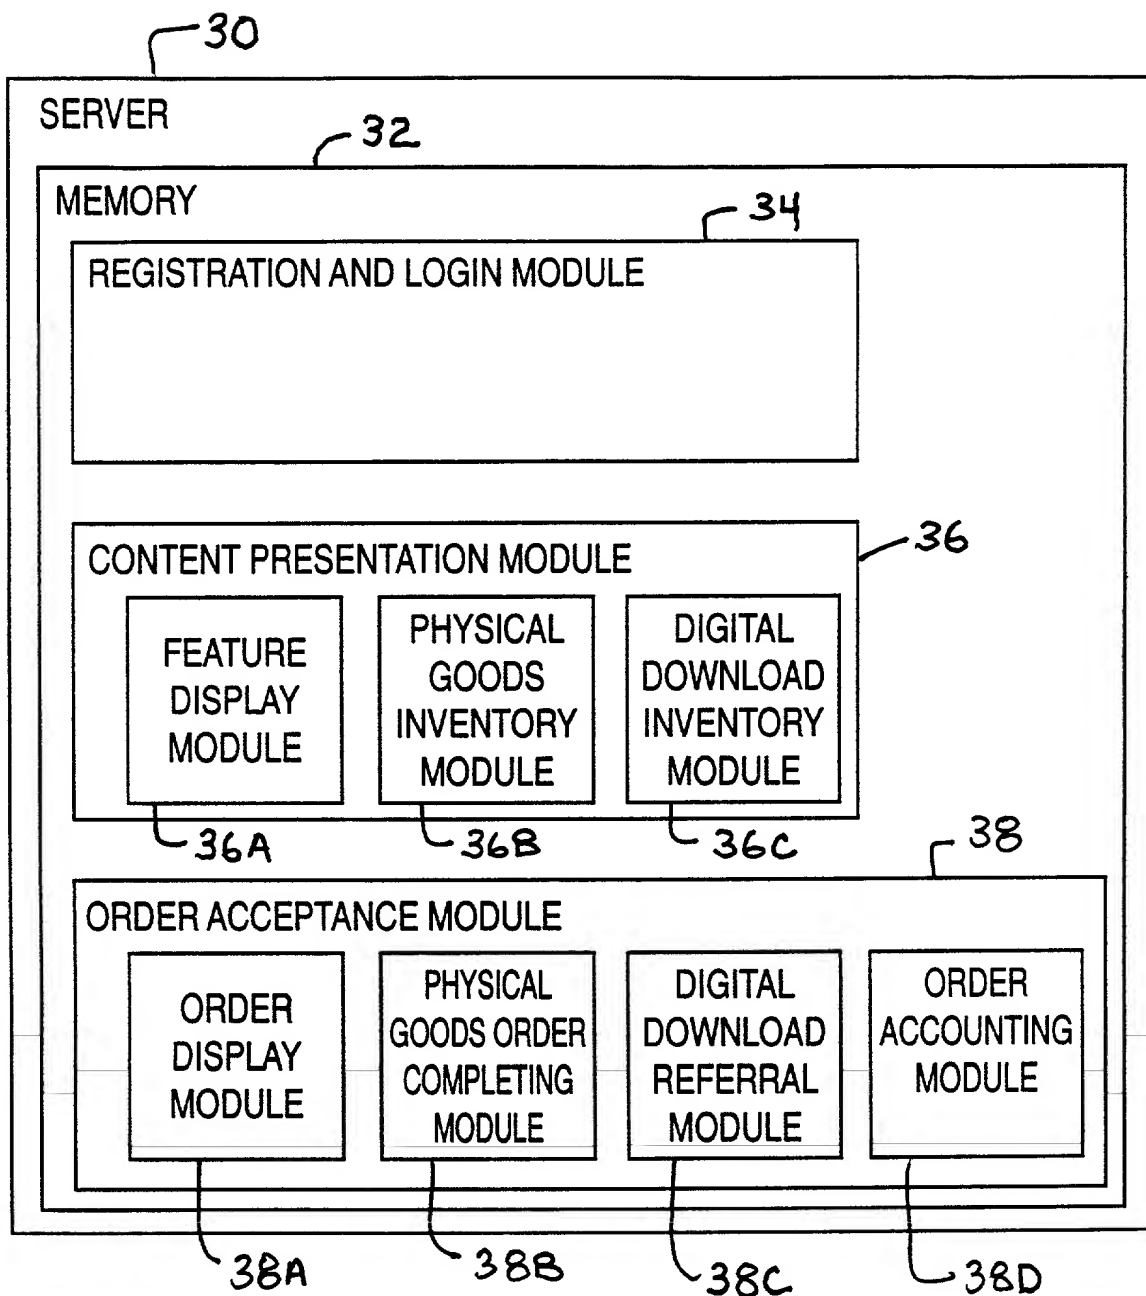 30
SERVER
32
MEMORY
34
REGISTRATION AND LOGIN MODULE
36
CONTENT PRESENTATION MODULE
FEATURE
DISPLAY
MODULE
PHYSICAL
GOODS
INVENTORY
MODULE
DIGITAL
DOWNLOAD
INVENTORY
MODULE
36A
36B
36C
38
ORDER ACCEPTANCE MODULE
ORDER
DISPLAY
MODULE
PHYSICAL
GOODS ORDER
COMPLETING
MODULE
DIGITAL
DOWNLOAD
REFERRAL
MODULE
ORDER
ACCOUNTING
MODULE
38A
38B
38C
38D